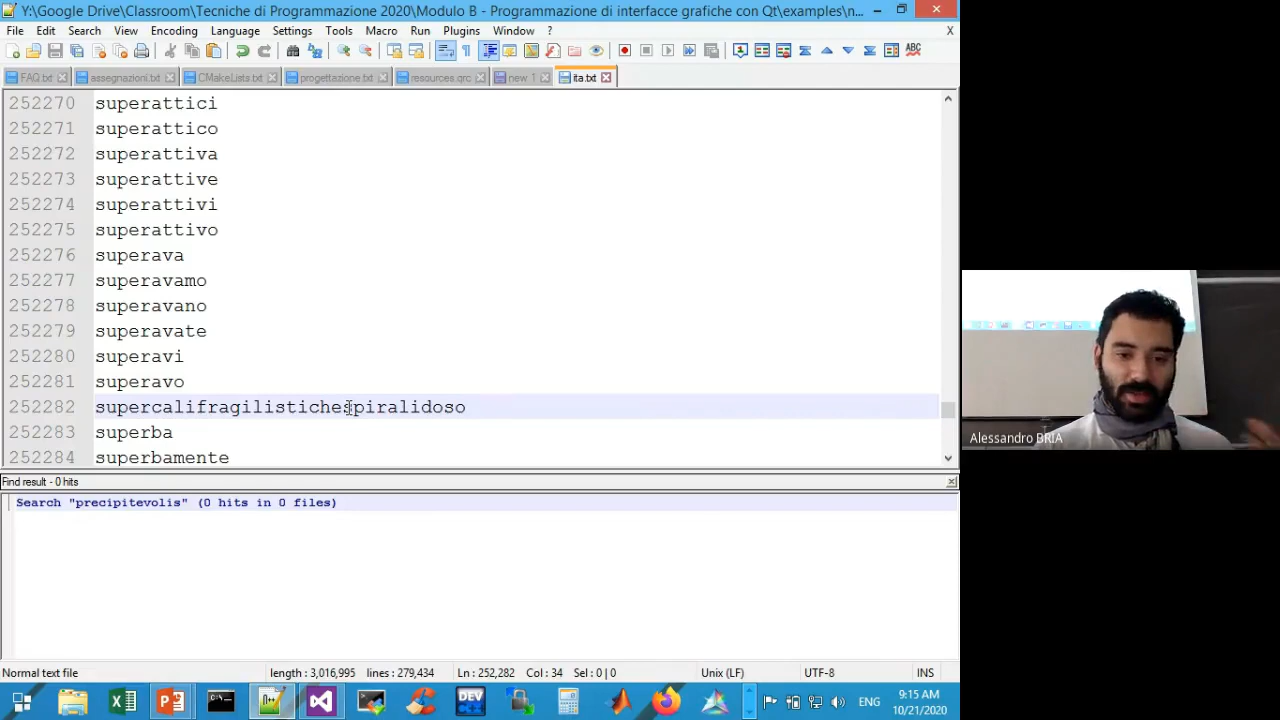 Y:\Google Drive\Classroom\Tecniche di Programmazione 2020\Modulo B - Programmazione di interfacce grafiche con Qt\examples\n...
File Edit Search View Encoding Language Settings Tools Macro Run Plugins Window ? X
FAQ.txt assegnazioni.txt CMakeLists.txt progettazione.txt resources.qrc new 1 ita.txt
252270 superattici
252271 superattico
252272 superattiva
252273 superattive
252274 superattivi
252275 superattivo
252276 superava
252277 superavamo
252278 superavano
252279 superavate
252280 superavi
252281 superavo
252282 supercalifragilistichespiralidoso
252283 superba
252284 superbamente
Find result - 0 hits
Search "precipitevolis" (0 hits in 0 files)
Normal text file length : 3,016,995 lines : 279,434 Ln : 252,282 Col : 34 Sel : 0 | 0 Unix (LF) UTF-8 INS
DEV
ENG 9:15 AM
10/21/2020
Alessandro BRIA